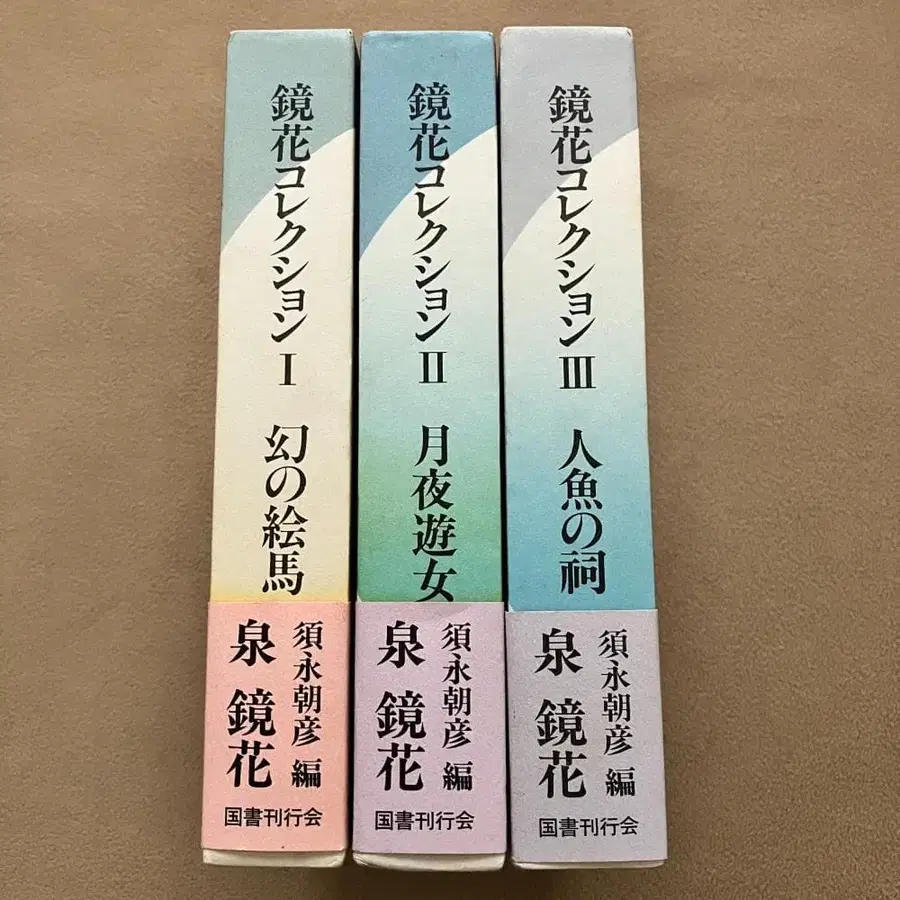 鏡花コレクションⅠ 幻の絵馬
須永朝彦 編
泉 鏡花
国書刊行会
鏡花コレクションⅡ 月夜遊女
須永朝彦 編
泉 鏡花
国書刊行会
鏡花コレクションⅢ 人魚の祠
須永朝彦 編
泉 鏡花
国書刊行会